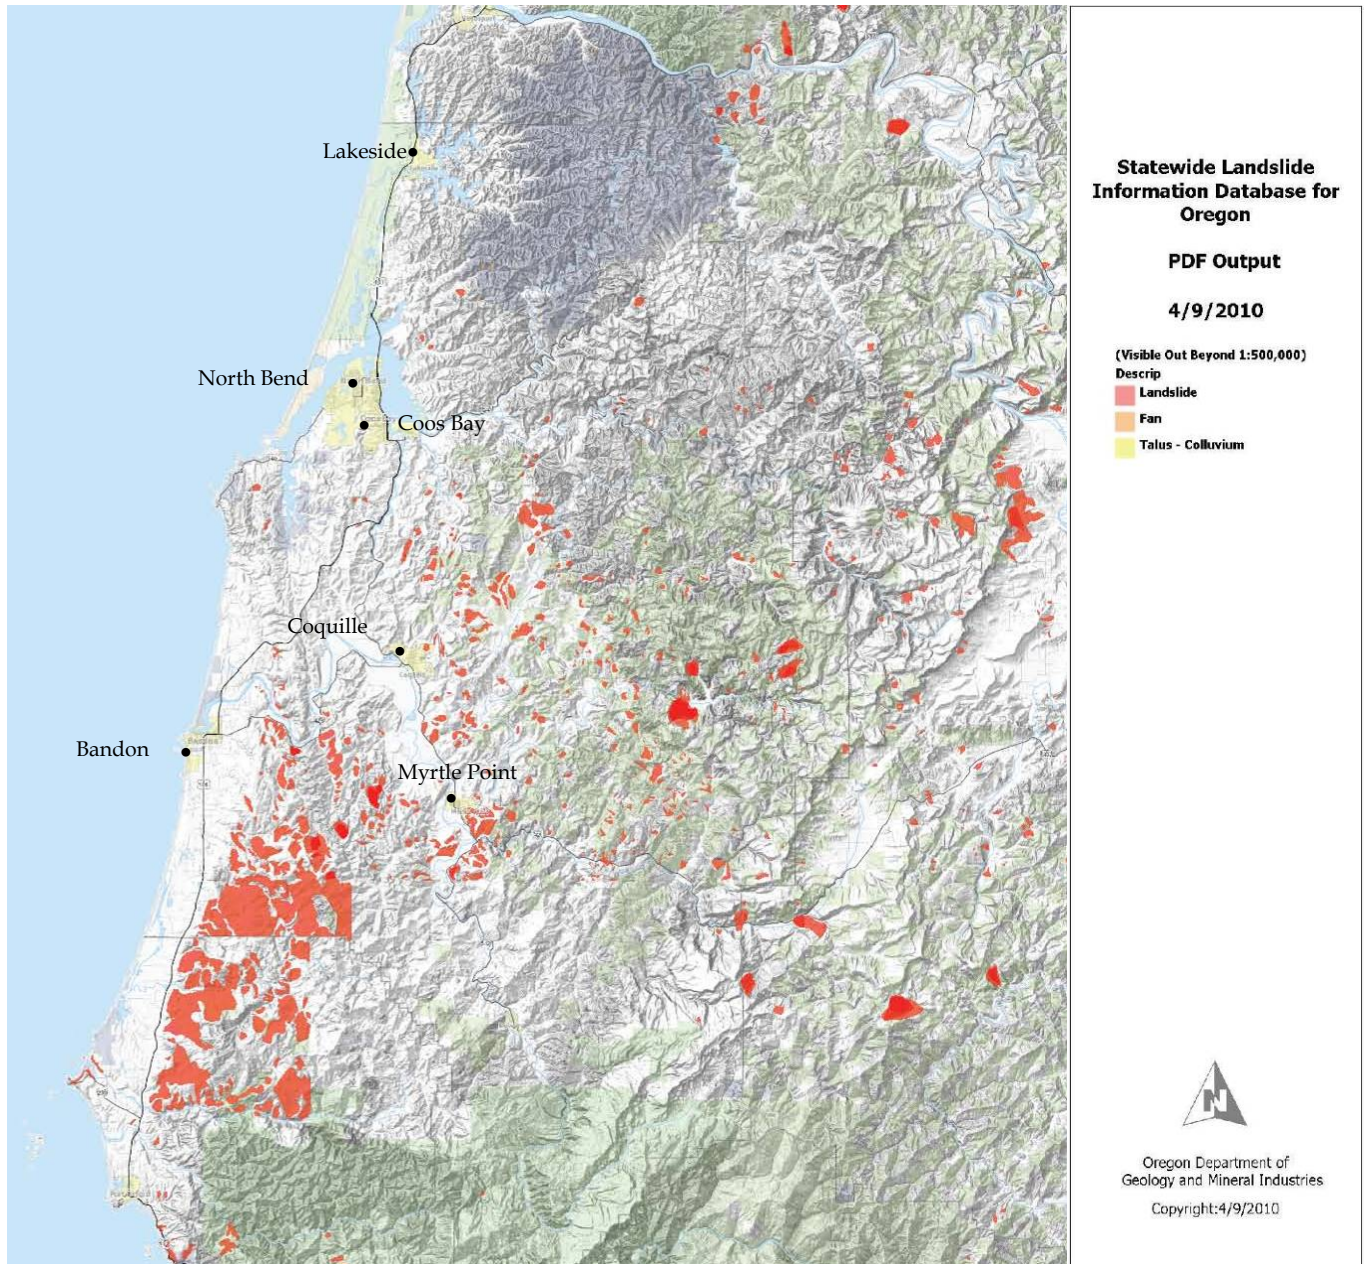 Lakeside
North Bend
Coos Bay
Coquille
Bandon
Myrtle Point
Statewide Landslide
Information Database for
Oregon
PDF Output
4/9/2010
(Visible Out Beyond 1:500,000)
Descrip
Landslide
Fan
Talus - Colluvium
N
Oregon Department of
Geology and Mineral Industries
Copyright:4/9/2010